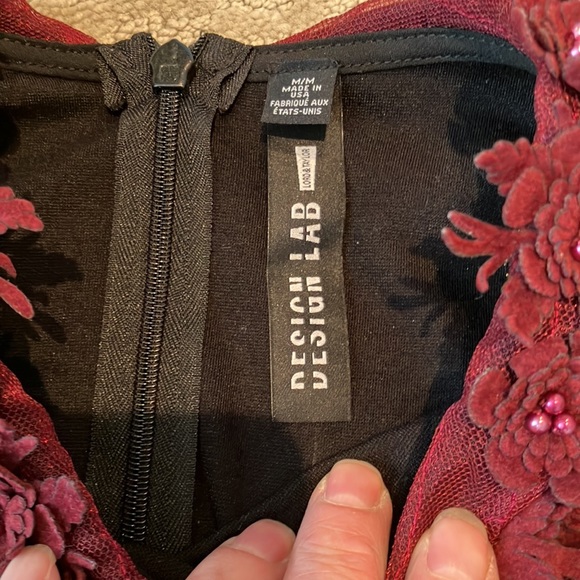 M/M
MADE IN
USA
FABRIQUÉ AUX
ÉTATS-UNIS
LORD & TAYLOR
DESIGN LAB